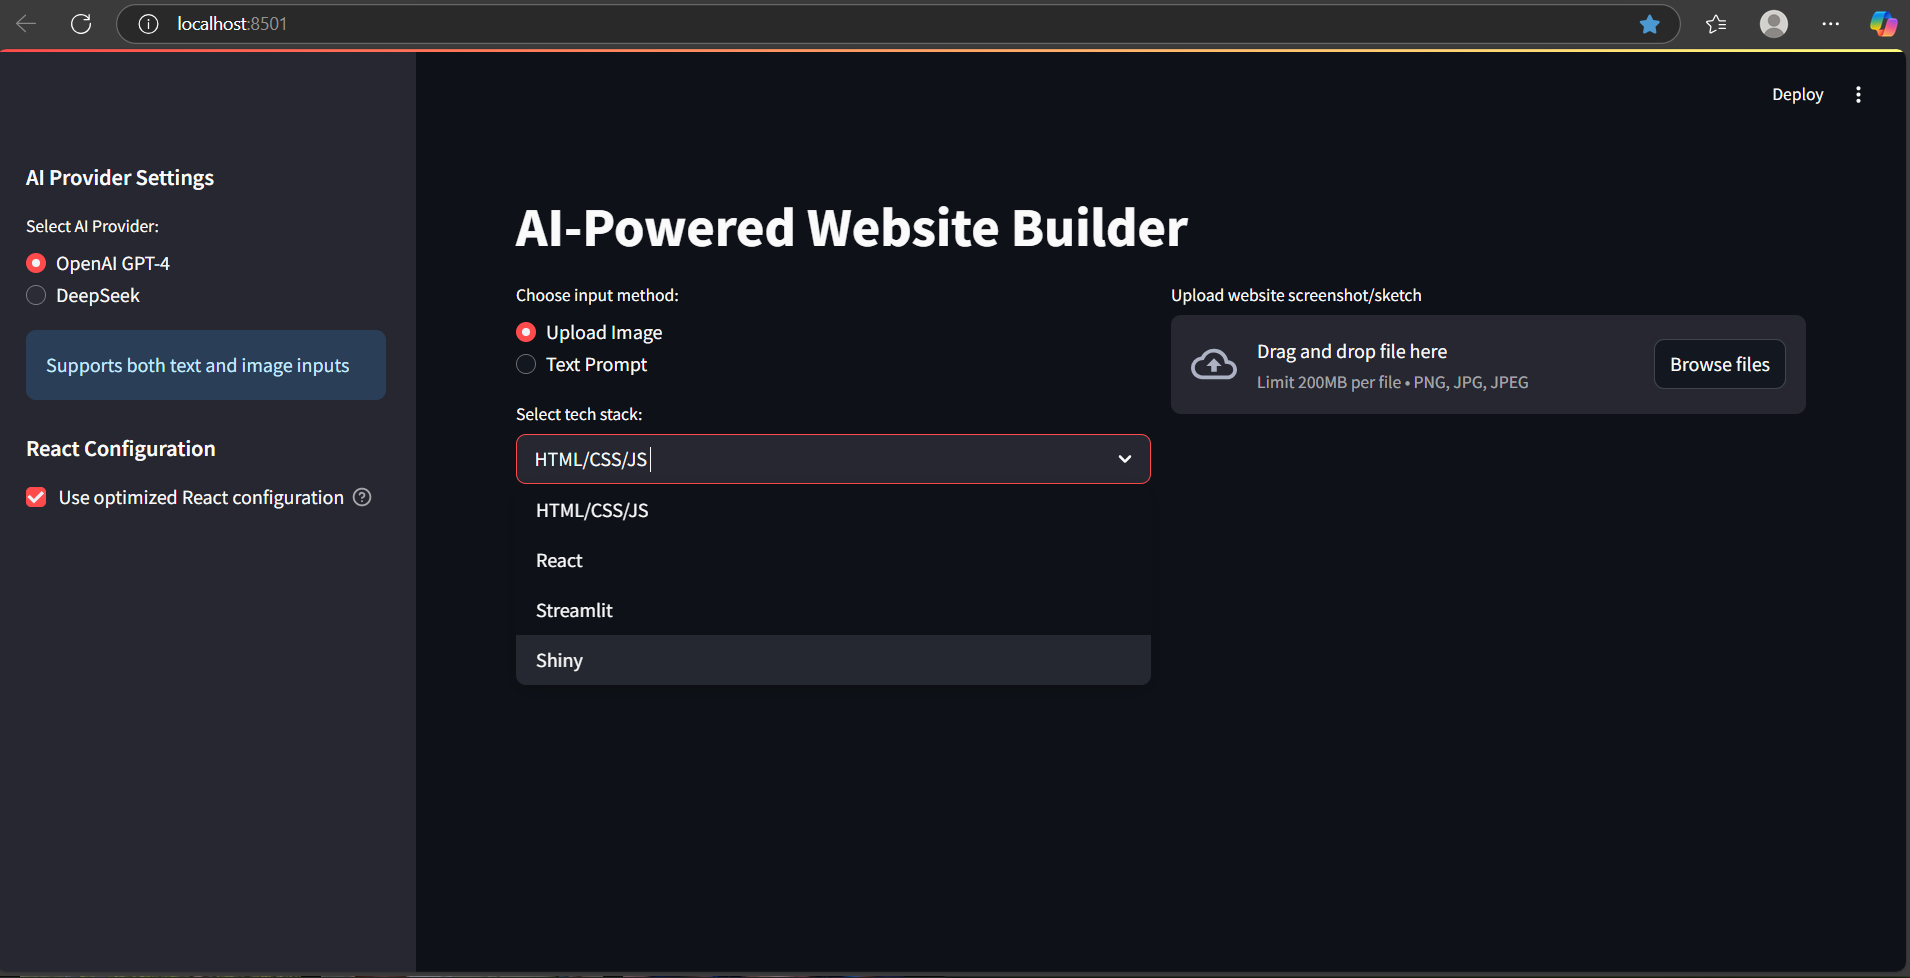 localhost:8501
Deploy
AI Provider Settings
Select AI Provider:
OpenAI GPT-4
DeepSeek
Supports both text and image inputs
React Configuration
Use optimized React configuration
AI-Powered Website Builder
Choose input method:
Upload Image
Text Prompt
Select tech stack:
HTML/CSS/JS
HTML/CSS/JS
React
Streamlit
Shiny
Upload website screenshot/sketch
Drag and drop file here
Limit 200MB per file • PNG, JPG, JPEG
Browse files